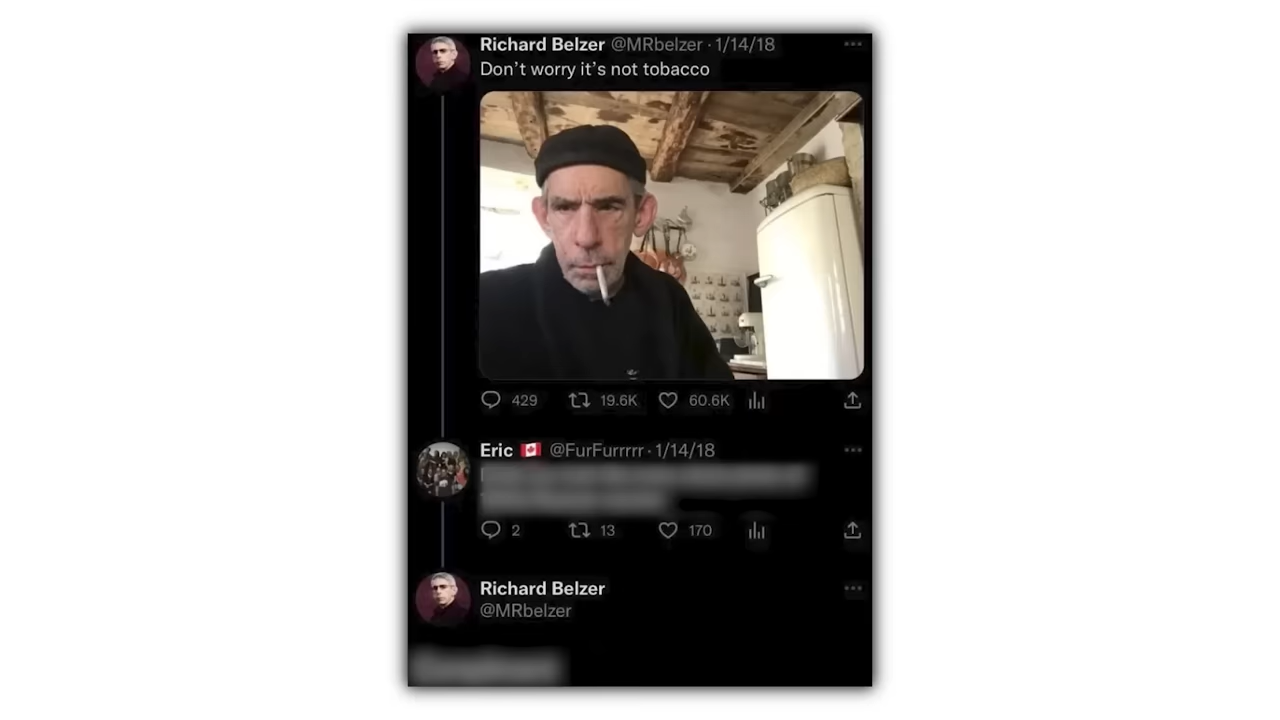 Richard Belzer @MRbelzer · 1/14/18
Don't worry it's not tobacco
429 19.6K 60.6K
Eric 🇨🇦 @FurFurrrrr · 1/14/18
2 13 170
Richard Belzer
@MRbelzer